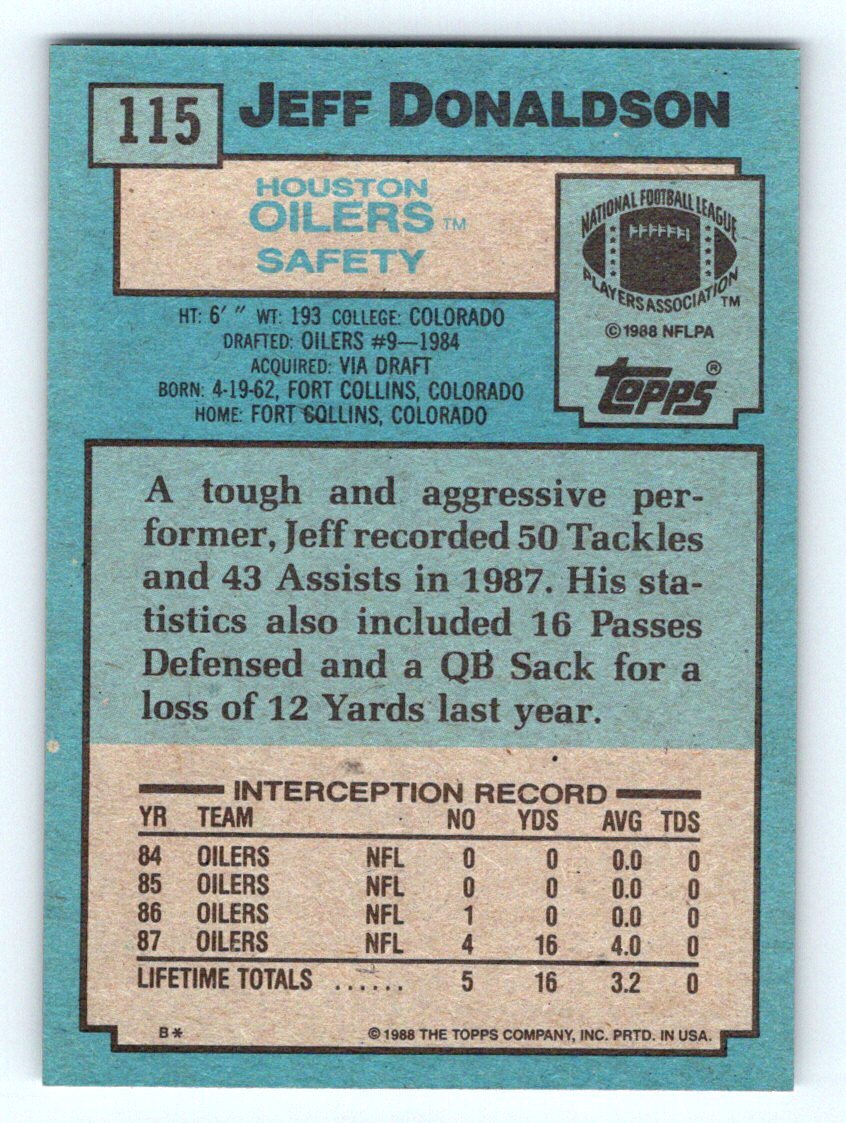 115 JEFF DONALDSON
HOUSTON
OILERS TM
SAFETY
NATIONAL FOOTBALL LEAGUE
PLAYERS ASSOCIATION TM
©1988 NFLPA
TOPPS ®
HT: 6' " WT: 193 COLLEGE: COLORADO
DRAFTED: OILERS #9—1984
ACQUIRED: VIA DRAFT
BORN: 4-19-62, FORT COLLINS, COLORADO
HOME: FORT COLLINS, COLORADO
A tough and aggressive per-
former, Jeff recorded 50 Tackles
and 43 Assists in 1987. His sta-
tistics also included 16 Passes
Defensed and a QB Sack for a
loss of 12 Yards last year.
INTERCEPTION RECORD
YR TEAM NO YDS AVG TDS
84 OILERS NFL 0 0 0.0 0
85 OILERS NFL 0 0 0.0 0
86 OILERS NFL 1 0 0.0 0
87 OILERS NFL 4 16 4.0 0
LIFETIME TOTALS ...... 5 16 3.2 0
B* ©1988 THE TOPPS COMPANY, INC. PRTD. IN USA.